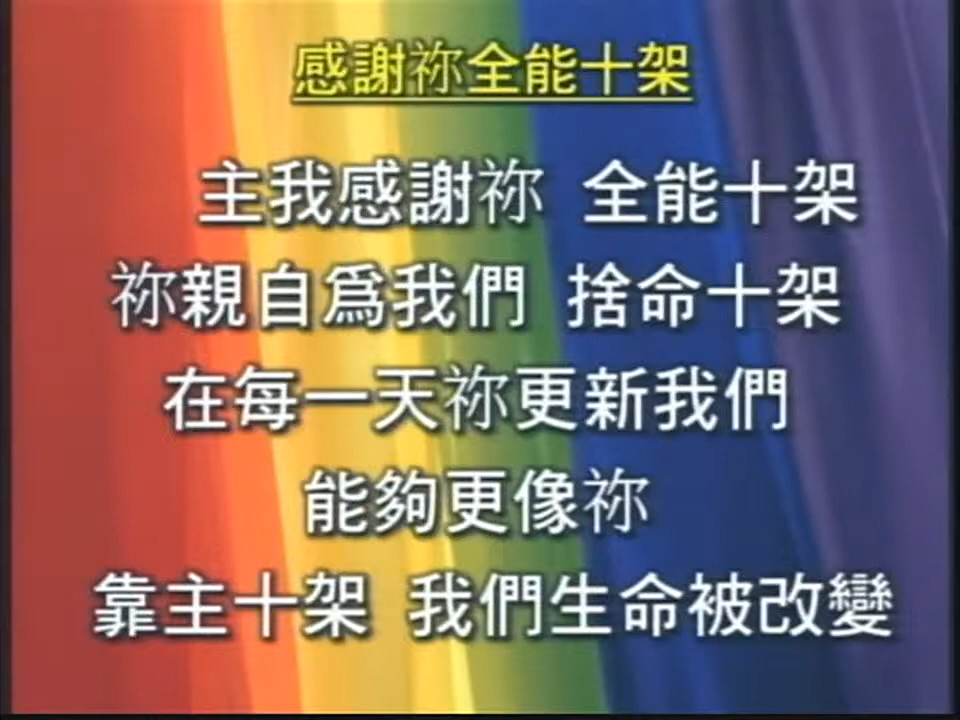 感謝祢全能十架
主我感謝祢 全能十架
祢親自爲我們 捨命十架
在每一天祢更新我們
能夠更像祢
靠主十架 我們生命被改變